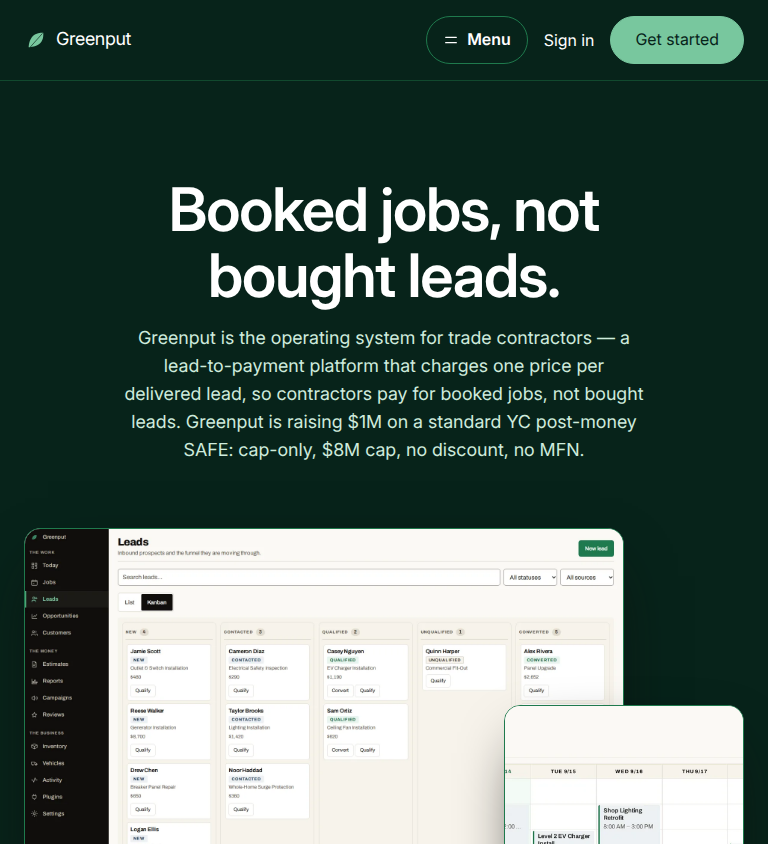 Greenput
Menu
Sign in
Get started
Booked jobs, not
bought leads.
Greenput is the operating system for trade contractors — a
lead-to-payment platform that charges one price per
delivered lead, so contractors pay for booked jobs, not bought
leads. Greenput is raising $1M on a standard YC post-money
SAFE: cap-only, $8M cap, no discount, no MFN.
Greenput
THE WORK
Today
Jobs
Leads
Opportunities
Customers
THE MONEY
Estimates
Reports
Campaigns
Reviews
THE BUSINESS
Inventory
Vehicles
Activity
Plugins
Settings
Leads
Inbound prospects and the funnel they are moving through.
New lead
Search leads...
All statuses
All sources
List
Kanban
NEW 4
Jamie Scott
NEW
Outlet & Switch Installation
$480
Qualify
Reese Walker
NEW
Generator Installation
Qualify
Drew Chen
NEW
Breaker Panel Repair
Qualify
Logan Ellis
NEW
CONTACTED 3
Cameron Diaz
CONTACTED
Electrical Safety Inspection
$290
Qualify
Taylor Brooks
CONTACTED
Lighting Installation
Qualify
Noor Haddad
CONTACTED
Whole-Home Surge Protection
$360
Qualify
QUALIFIED 2
Casey Nguyen
QUALIFIED
EV Charger Installation
Convert
Qualify
Sam Ortiz
QUALIFIED
Ceiling Fan Installation
Convert
Qualify
UNQUALIFIED 1
Quinn Harper
UNQUALIFIED
Commercial Fit-Out
Qualify
CONVERTED
Alex Rivera
CONVERTED
Panel Upgrade
Qualify
TUE 9/15
WED 9/16
THU 9/17
Shop Lighting
Retrofit
8:00 AM – 3:00 PM
Level 2 EV Charger
Install